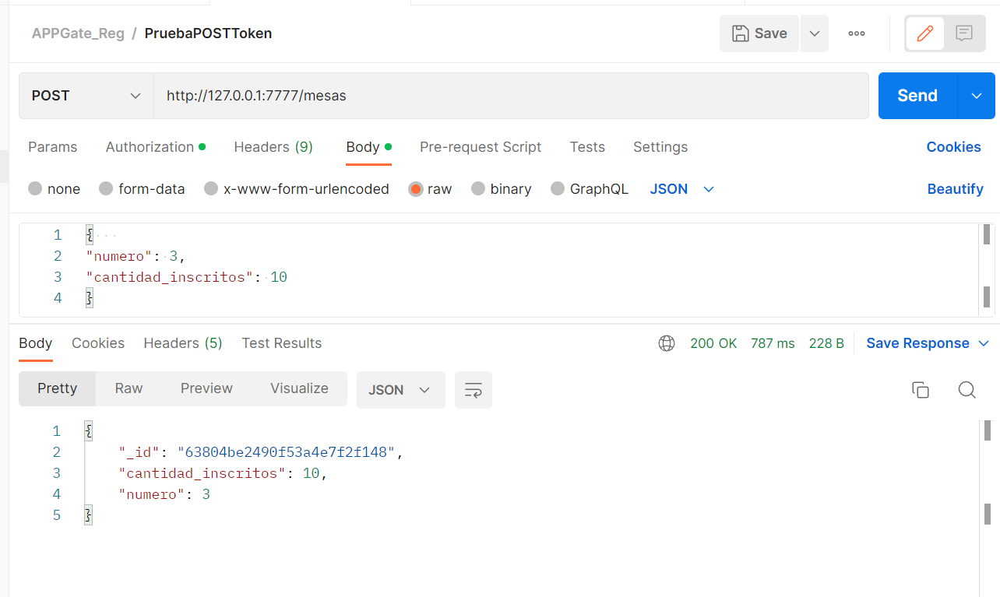 APPGate_Reg / PruebaPOSTToken Save ooo
POST http://127.0.0.1:7777/mesas Send
Params Authorization Headers (9) Body Pre-request Script Tests Settings Cookies
none form-data x-www-form-urlencoded raw binary GraphQL JSON Beautify
1 {
2 "numero": 3,
3 "cantidad_inscritos": 10
4 }
Body Cookies Headers (5) Test Results 200 OK 787 ms 228 B Save Response
Pretty Raw Preview Visualize JSON
1 {
2 "_id": "63804be2490f53a4e7f2f148",
3 "cantidad_inscritos": 10,
4 "numero": 3
5 }